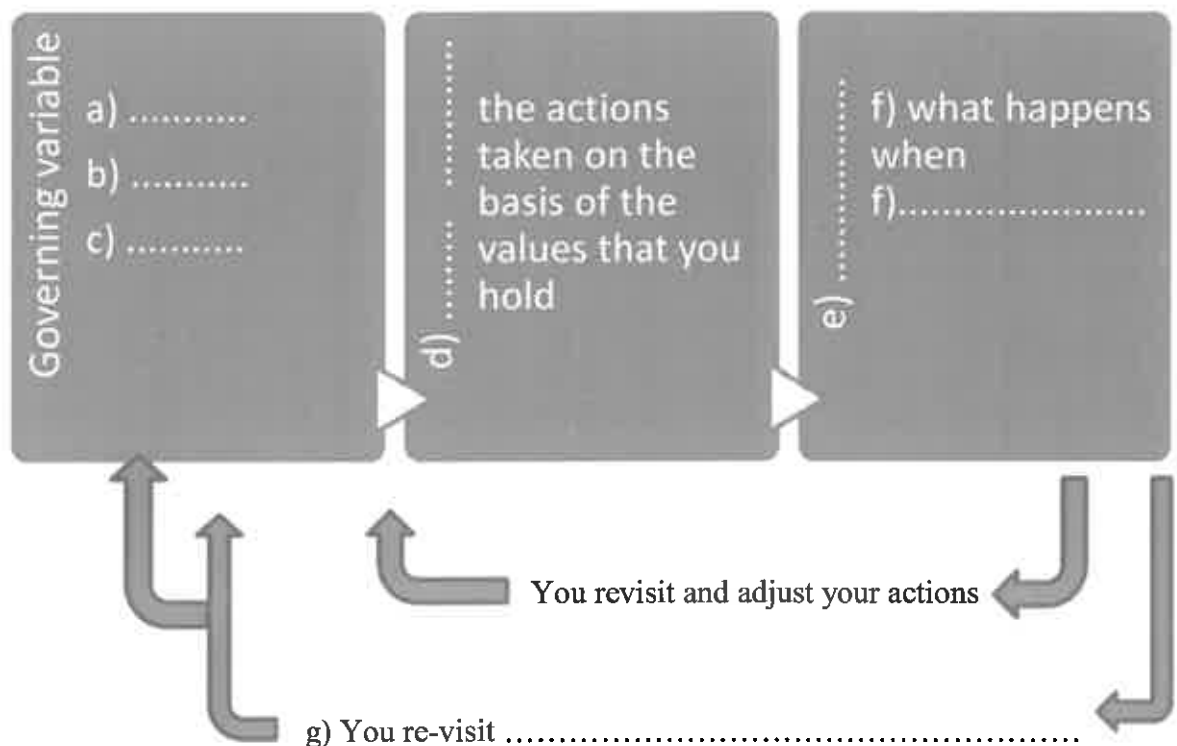 Governing variable
a) ...........
b) ...........
c) ...........
d) ....... ...............
the actions
taken on the
basis of the
values that you
hold
e) .....................
f) what happens
when
f).......................
You revisit and adjust your actions
g) You re-visit ..........................................................